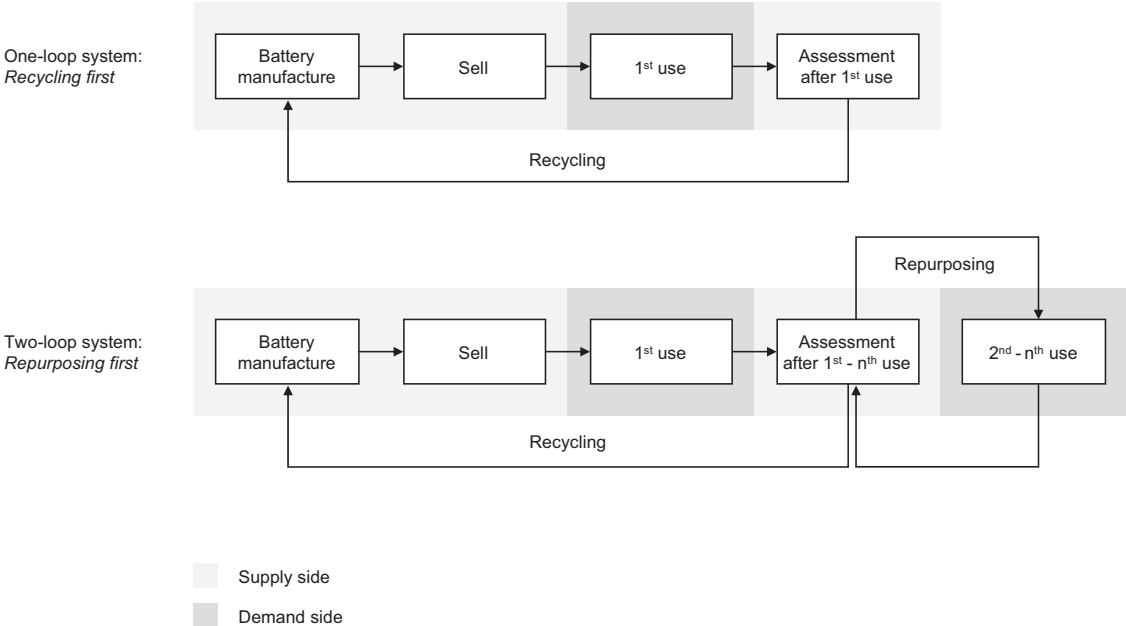 One-loop system:
Recycling first
Battery
manufacture
Sell
1st use
Assessment
after 1st use
Recycling
Repurposing
Two-loop system:
Repurposing first
Battery
manufacture
Sell
1st use
Assessment
after 1st - nth use
2nd - nth use
Recycling
Supply side
Demand side